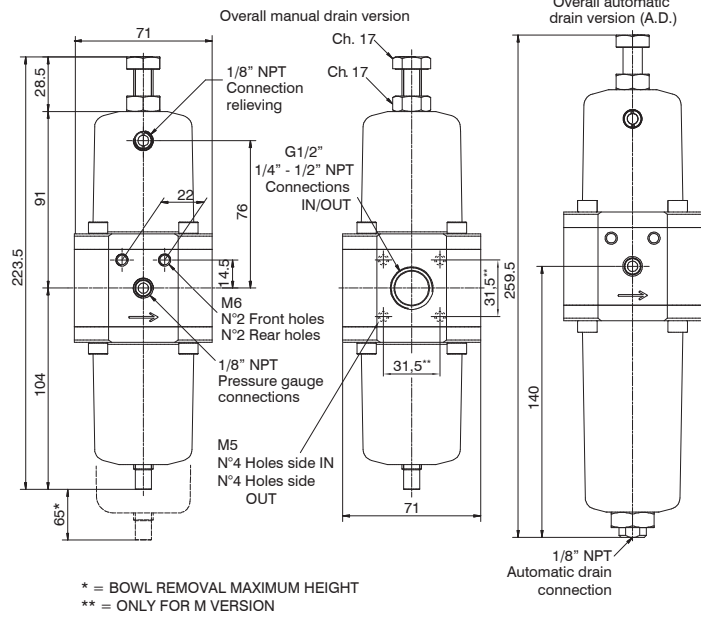 Overall manual drain version
Overall automatic
drain version (A.D.)
71
28.5
91
223.5
104
65*
1/8” NPT
Connection
relieving
22
76
14.5
M6
N°2 Front holes
N°2 Rear holes
1/8” NPT
Pressure gauge
connections
Ch. 17
Ch. 17
G1/2”
1/4” - 1/2” NPT
Connections
IN/OUT
31,5**
31,5**
M5
N°4 Holes side IN
N°4 Holes side
OUT
71
259.5
140
1/8” NPT
Automatic drain
connection
* = BOWL REMOVAL MAXIMUM HEIGHT
** = ONLY FOR M VERSION